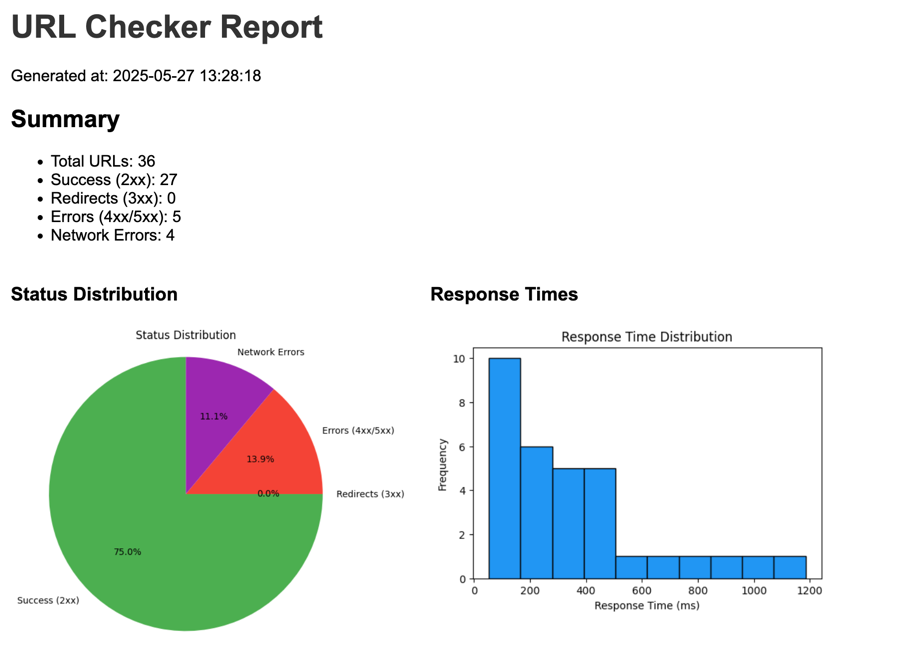 URL Checker Report
Generated at: 2025-05-27 13:28:18
Summary
• Total URLs: 36
• Success (2xx): 27
• Redirects (3xx): 0
• Errors (4xx/5xx): 5
• Network Errors: 4
Status Distribution
Status Distribution
Network Errors
11.1%
Errors (4xx/5xx)
13.9%
0.0%
Redirects (3xx)
75.0%
Success (2xx)
Response Times
Response Time Distribution
Frequency
10
8
6
4
2
0
0 200 400 600 800 1000 1200
Response Time (ms)